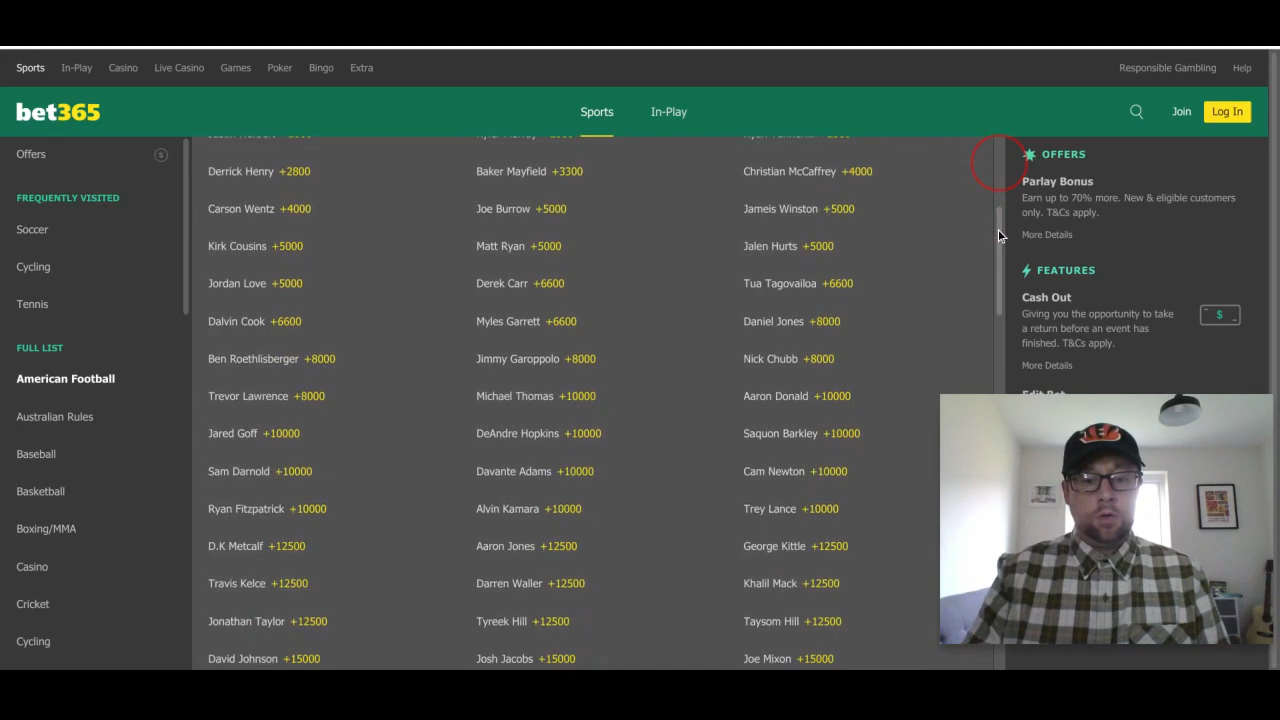 Sports In-Play Casino Live Casino Games Poker Bingo Extra Responsible Gambling Help
bet365 Sports In-Play Join Log In
Offers
FREQUENTLY VISITED
Soccer
Cycling
Tennis
FULL LIST
American Football
Australian Rules
Baseball
Basketball
Boxing/MMA
Casino
Cricket
Cycling
Derrick Henry +2800 Baker Mayfield +3300 Christian McCaffrey +4000
Carson Wentz +4000 Joe Burrow +5000 Jameis Winston +5000
Kirk Cousins +5000 Matt Ryan +5000 Jalen Hurts +5000
Jordan Love +5000 Derek Carr +6600 Tua Tagovailoa +6600
Dalvin Cook +6600 Myles Garrett +6600 Daniel Jones +8000
Ben Roethlisberger +8000 Jimmy Garoppolo +8000 Nick Chubb +8000
Trevor Lawrence +8000 Michael Thomas +10000 Aaron Donald +10000
Jared Goff +10000 DeAndre Hopkins +10000 Saquon Barkley +10000
Sam Darnold +10000 Davante Adams +10000 Cam Newton +10000
Ryan Fitzpatrick +10000 Alvin Kamara +10000 Trey Lance +10000
D.K Metcalf +12500 Aaron Jones +12500 George Kittle +12500
Travis Kelce +12500 Darren Waller +12500 Khalil Mack +12500
Jonathan Taylor +12500 Tyreek Hill +12500 Taysom Hill +12500
David Johnson +15000 Josh Jacobs +15000 Joe Mixon +15000
OFFERS
Parlay Bonus
Earn up to 70% more. New & eligible customers
only. T&Cs apply.
More Details
FEATURES
Cash Out
Giving you the opportunity to take
a return before an event has
finished. T&Cs apply.
More Details